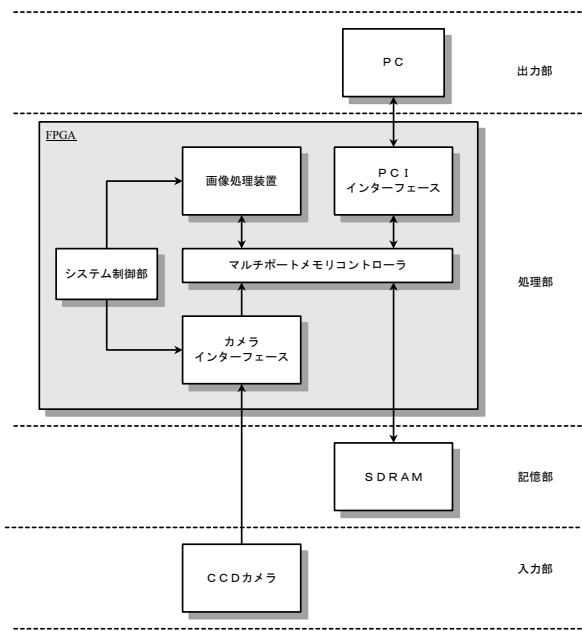 ＰＣ
出力部
FPGA
画像処理装置
ＰＣＩ
インターフェース
システム制御部
マルチポートメモリコントローラ
処理部
カメラ
インターフェース
ＳＤＲＡＭ
記憶部
ＣＣＤカメラ
入力部